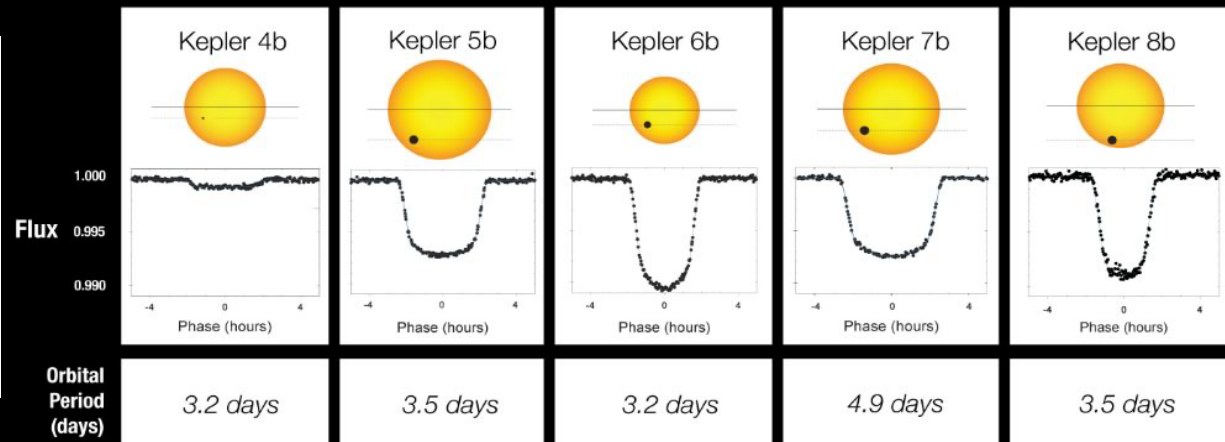 Kepler 4b
Kepler 5b
Kepler 6b
Kepler 7b
Kepler 8b
Flux
1.000
0.995
0.990
-4 0 4
-4 0 4
-4 0 4
-4 0 4
-4 0 4
Phase (hours)
Phase (hours)
Phase (hours)
Phase (hours)
Phase (hours)
Orbital
Period
(days)
3.2 days
3.5 days
3.2 days
4.9 days
3.5 days